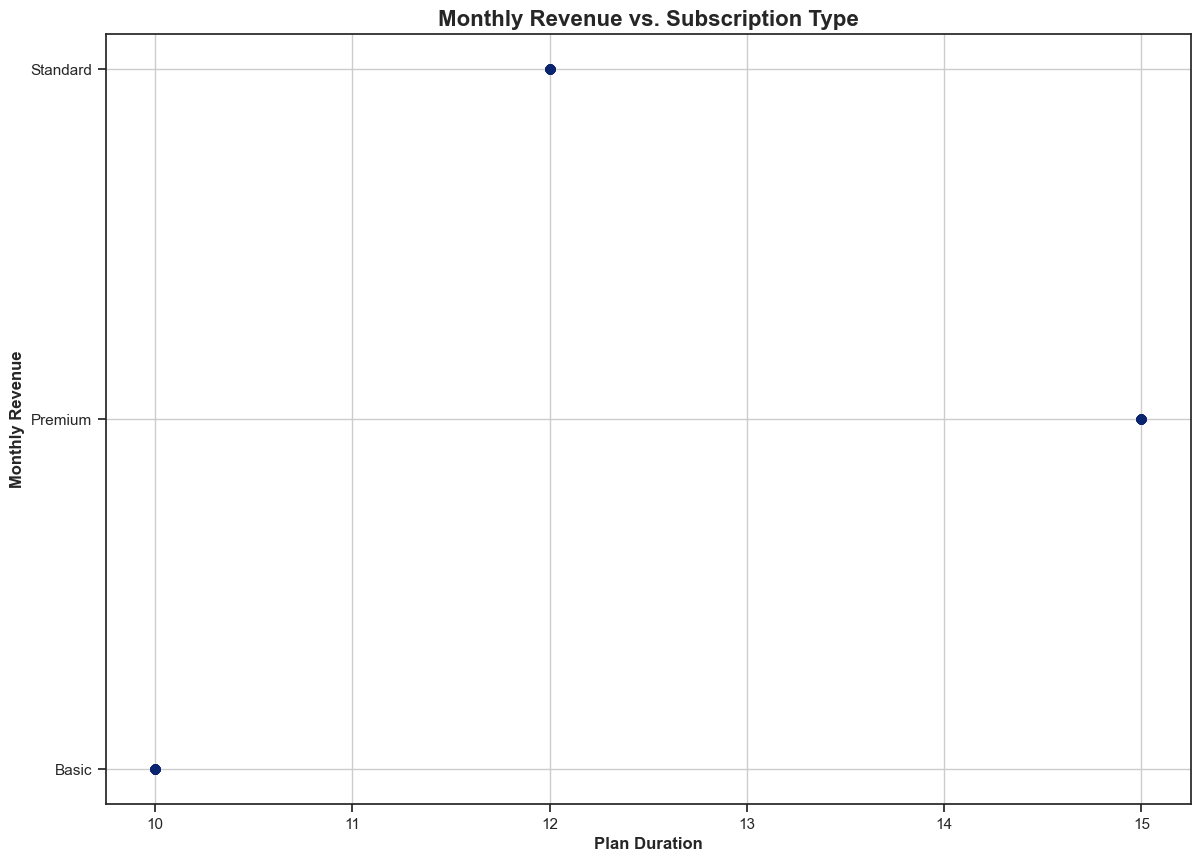 Monthly Revenue vs. Subscription Type
Standard
Premium
Basic
Monthly Revenue
10 11 12 13 14 15
Plan Duration